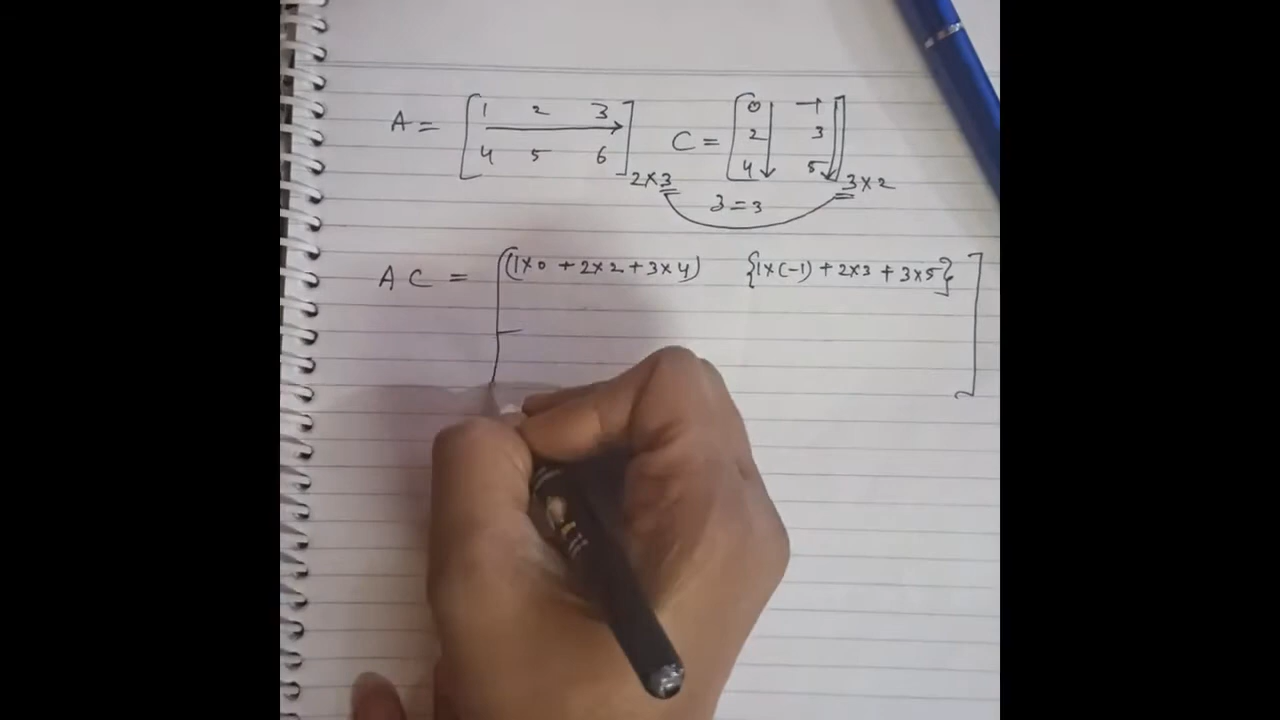 A = [ 1 2 3
4 5 6 ] 2×3
C = [ 0 -1
2 3
4 5 ] 3×2
3 = 3
A C = [ (1×0 + 2×2 + 3×4) {1×(-1) + 2×3 + 3×5} ]